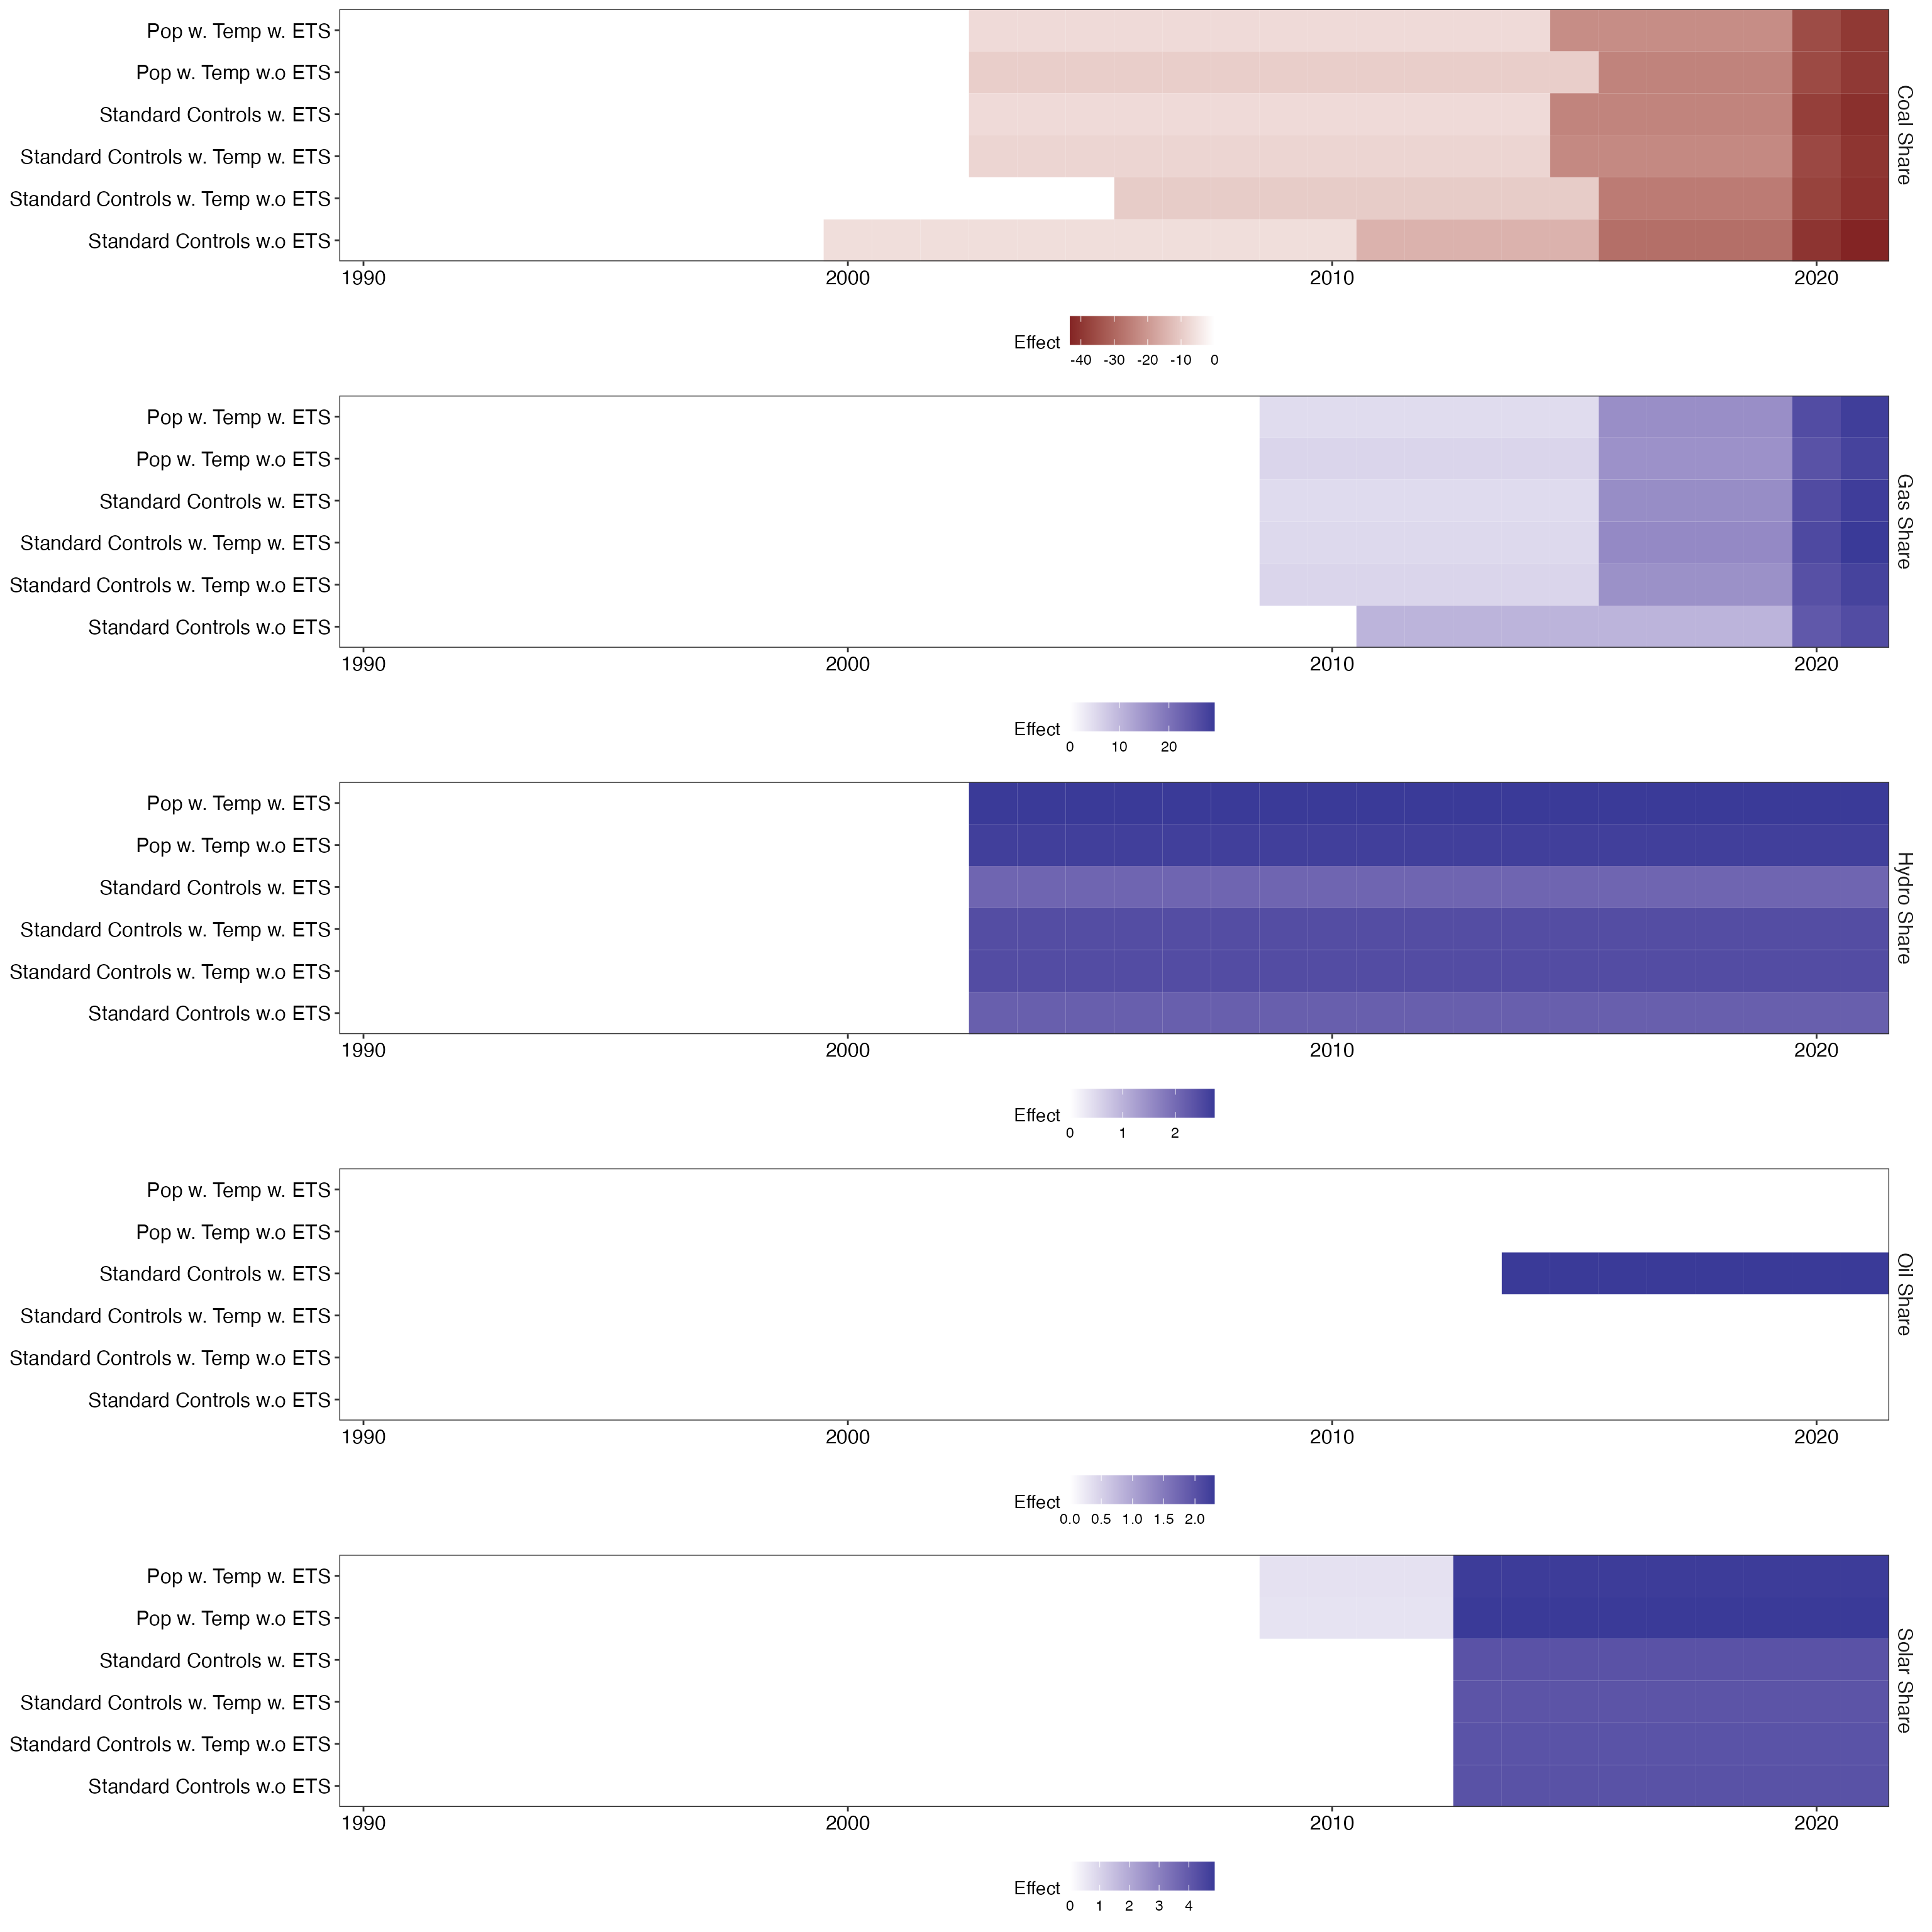 Pop w. Temp w. ETS
Pop w. Temp w.o ETS
Standard Controls w. ETS
Standard Controls w. Temp w. ETS
Standard Controls w. Temp w.o ETS
Standard Controls w.o ETS
Coal Share
1990 2000 2010 2020
Effect
-40 -30 -20 -10 0
Pop w. Temp w. ETS
Pop w. Temp w.o ETS
Standard Controls w. ETS
Standard Controls w. Temp w. ETS
Standard Controls w. Temp w.o ETS
Standard Controls w.o ETS
Gas Share
1990 2000 2010 2020
Effect
0 10 20
Pop w. Temp w. ETS
Pop w. Temp w.o ETS
Standard Controls w. ETS
Standard Controls w. Temp w. ETS
Standard Controls w. Temp w.o ETS
Standard Controls w.o ETS
Hydro Share
1990 2000 2010 2020
Effect
0 1 2
Pop w. Temp w. ETS
Pop w. Temp w.o ETS
Standard Controls w. ETS
Standard Controls w. Temp w. ETS
Standard Controls w. Temp w.o ETS
Standard Controls w.o ETS
Oil Share
1990 2000 2010 2020
Effect
0.0 0.5 1.0 1.5 2.0
Pop w. Temp w. ETS
Pop w. Temp w.o ETS
Standard Controls w. ETS
Standard Controls w. Temp w. ETS
Standard Controls w. Temp w.o ETS
Standard Controls w.o ETS
Solar Share
1990 2000 2010 2020
Effect
0 1 2 3 4